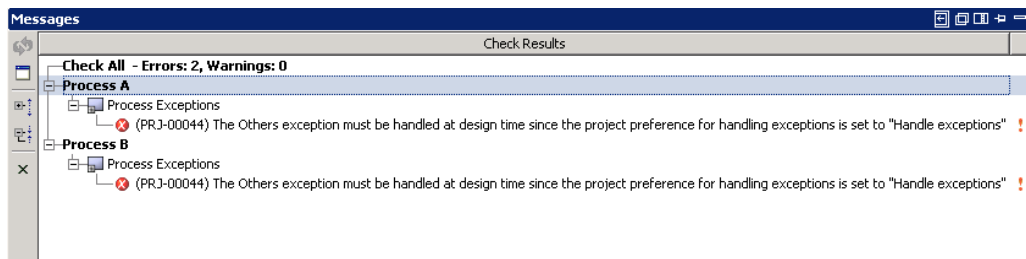 Messages
Check Results
Check All - Errors: 2, Warnings: 0
Process A
Process Exceptions
(PRJ-00044) The Others exception must be handled at design time since the project preference for handling exceptions is set to "Handle exceptions"
Process B
Process Exceptions
(PRJ-00044) The Others exception must be handled at design time since the project preference for handling exceptions is set to "Handle exceptions"